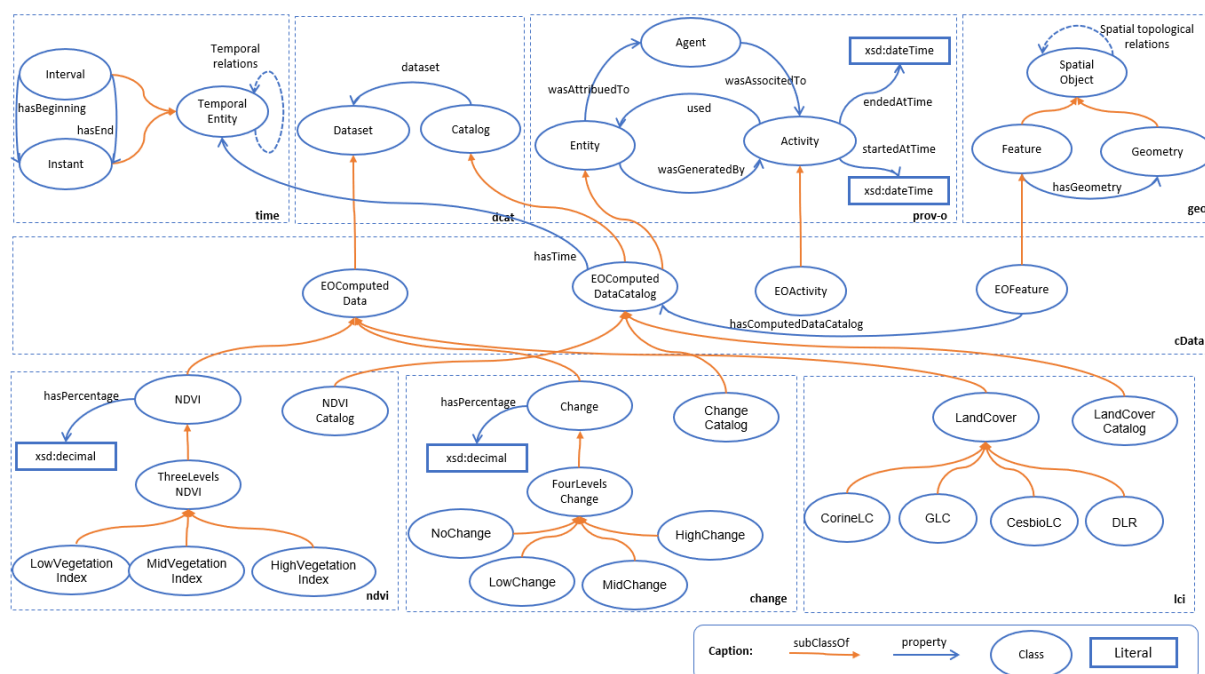 Interval
hasBeginning
hasEnd
Instant
Temporal
relations
Temporal
Entity
time
dataset
Dataset
Catalog
dcat
Agent
wasAttribuedTo
wasAssocitedTo
used
Entity
Activity
wasGeneratedBy
xsd:dateTime
endedAtTime
startedAtTime
xsd:dateTime
prov-o
Spatial topological
relations
Spatial
Object
Feature
Geometry
hasGeometry
geo
hasTime
EOComputed
Data
EOComputed
DataCatalog
EOActivity
EOFeature
hasComputedDataCatalog
cData
hasPercentage
NDVI
xsd:decimal
NDVI
Catalog
ThreeLevels
NDVI
LowVegetation
Index
MidVegetation
Index
HighVegetation
Index
ndvi
hasPercentage
Change
xsd:decimal
Change
Catalog
FourLevels
Change
NoChange
HighChange
LowChange
MidChange
change
LandCover
LandCover
Catalog
CorineLC
GLC
CesbioLC
DLR
lci
Caption:
subClassOf
property
Class
Literal